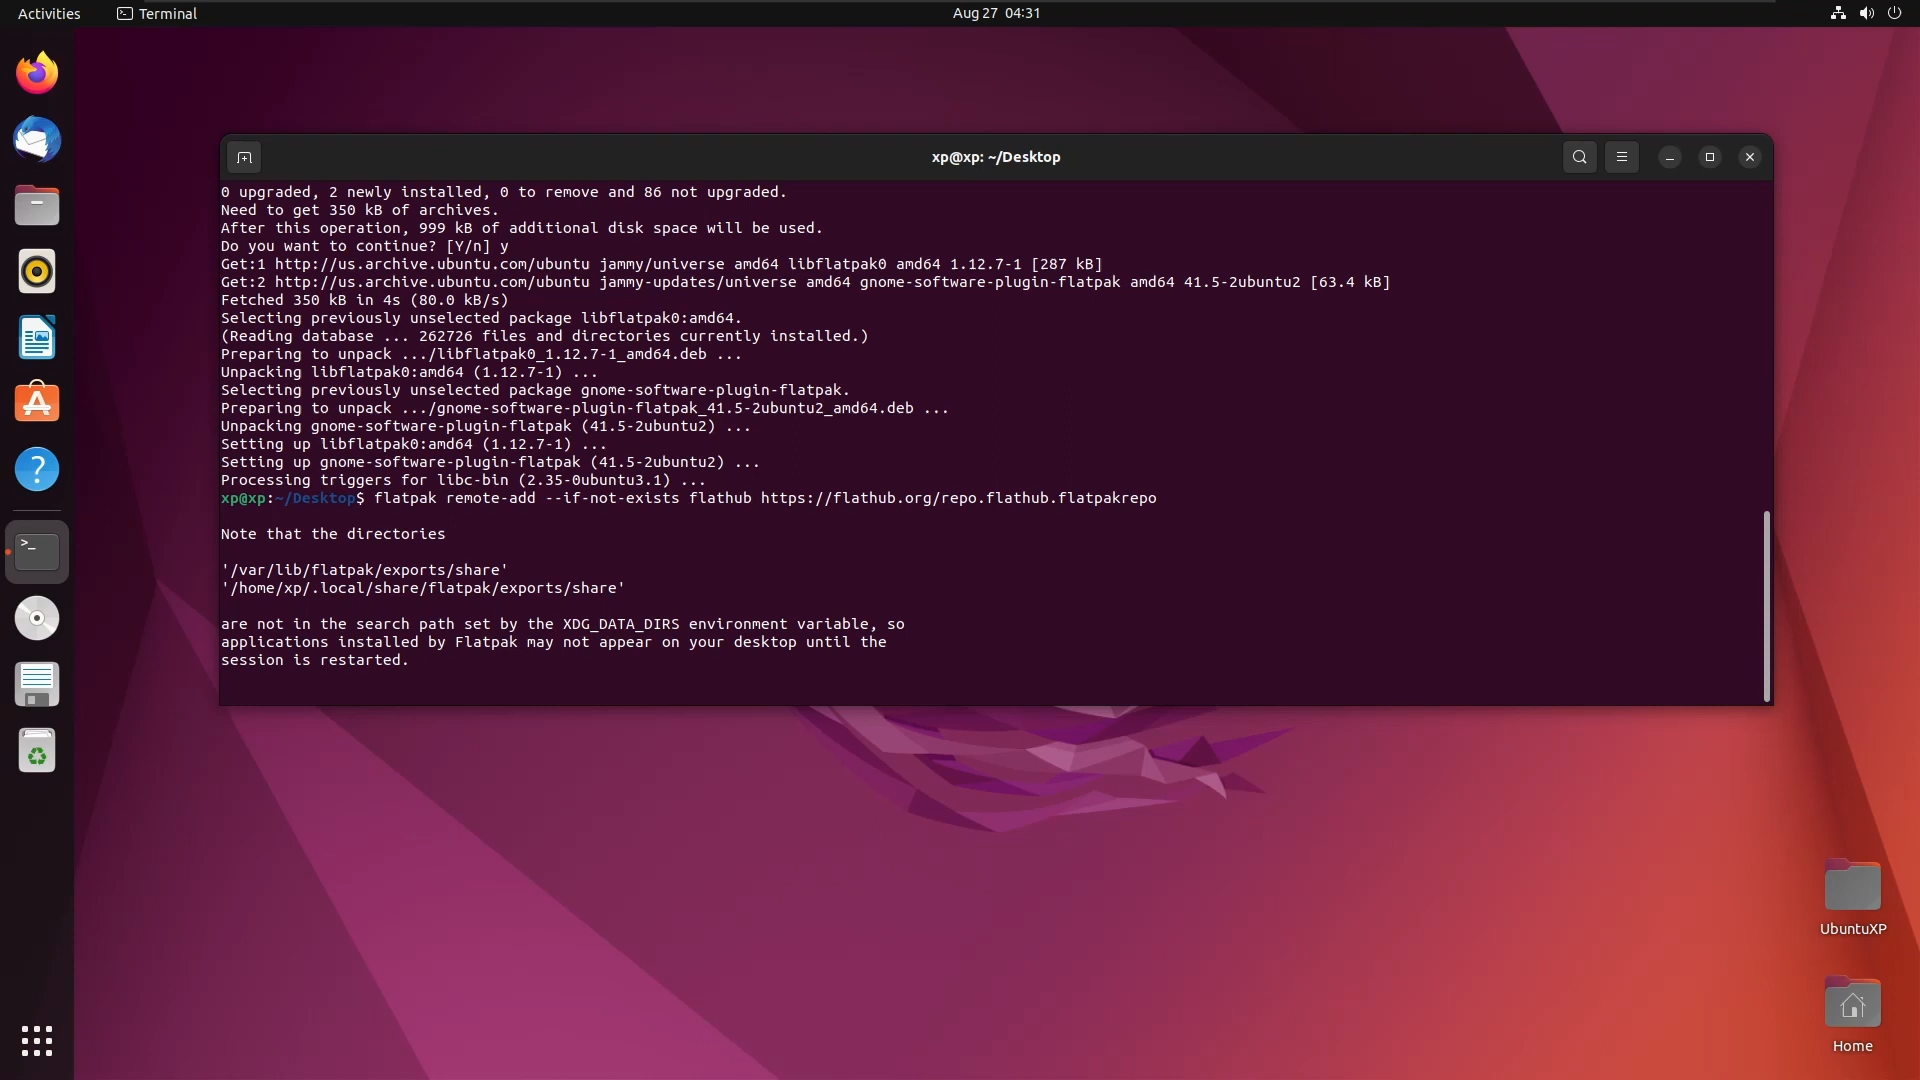 Activities
Terminal
Aug 27 04:31
xp@xp: ~/Desktop
0 upgraded, 2 newly installed, 0 to remove and 86 not upgraded.
Need to get 350 kB of archives.
After this operation, 999 kB of additional disk space will be used.
Do you want to continue? [Y/n] y
Get:1 http://us.archive.ubuntu.com/ubuntu jammy/universe amd64 libflatpak0 amd64 1.12.7-1 [287 kB]
Get:2 http://us.archive.ubuntu.com/ubuntu jammy-updates/universe amd64 gnome-software-plugin-flatpak amd64 41.5-2ubuntu2 [63.4 kB]
Fetched 350 kB in 4s (80.0 kB/s)
Selecting previously unselected package libflatpak0:amd64.
(Reading database ... 262726 files and directories currently installed.)
Preparing to unpack .../libflatpak0_1.12.7-1_amd64.deb ...
Unpacking libflatpak0:amd64 (1.12.7-1) ...
Selecting previously unselected package gnome-software-plugin-flatpak.
Preparing to unpack .../gnome-software-plugin-flatpak_41.5-2ubuntu2_amd64.deb ...
Unpacking gnome-software-plugin-flatpak (41.5-2ubuntu2) ...
Setting up libflatpak0:amd64 (1.12.7-1) ...
Setting up gnome-software-plugin-flatpak (41.5-2ubuntu2) ...
Processing triggers for libc-bin (2.35-0ubuntu3.1) ...
xp@xp:~/Desktop$ flatpak remote-add --if-not-exists flathub https://flathub.org/repo.flathub.flatpakrepo
Note that the directories
'/var/lib/flatpak/exports/share'
'/home/xp/.local/share/flatpak/exports/share'
are not in the search path set by the XDG_DATA_DIRS environment variable, so
applications installed by Flatpak may not appear on your desktop until the
session is restarted.
UbuntuXP
Home